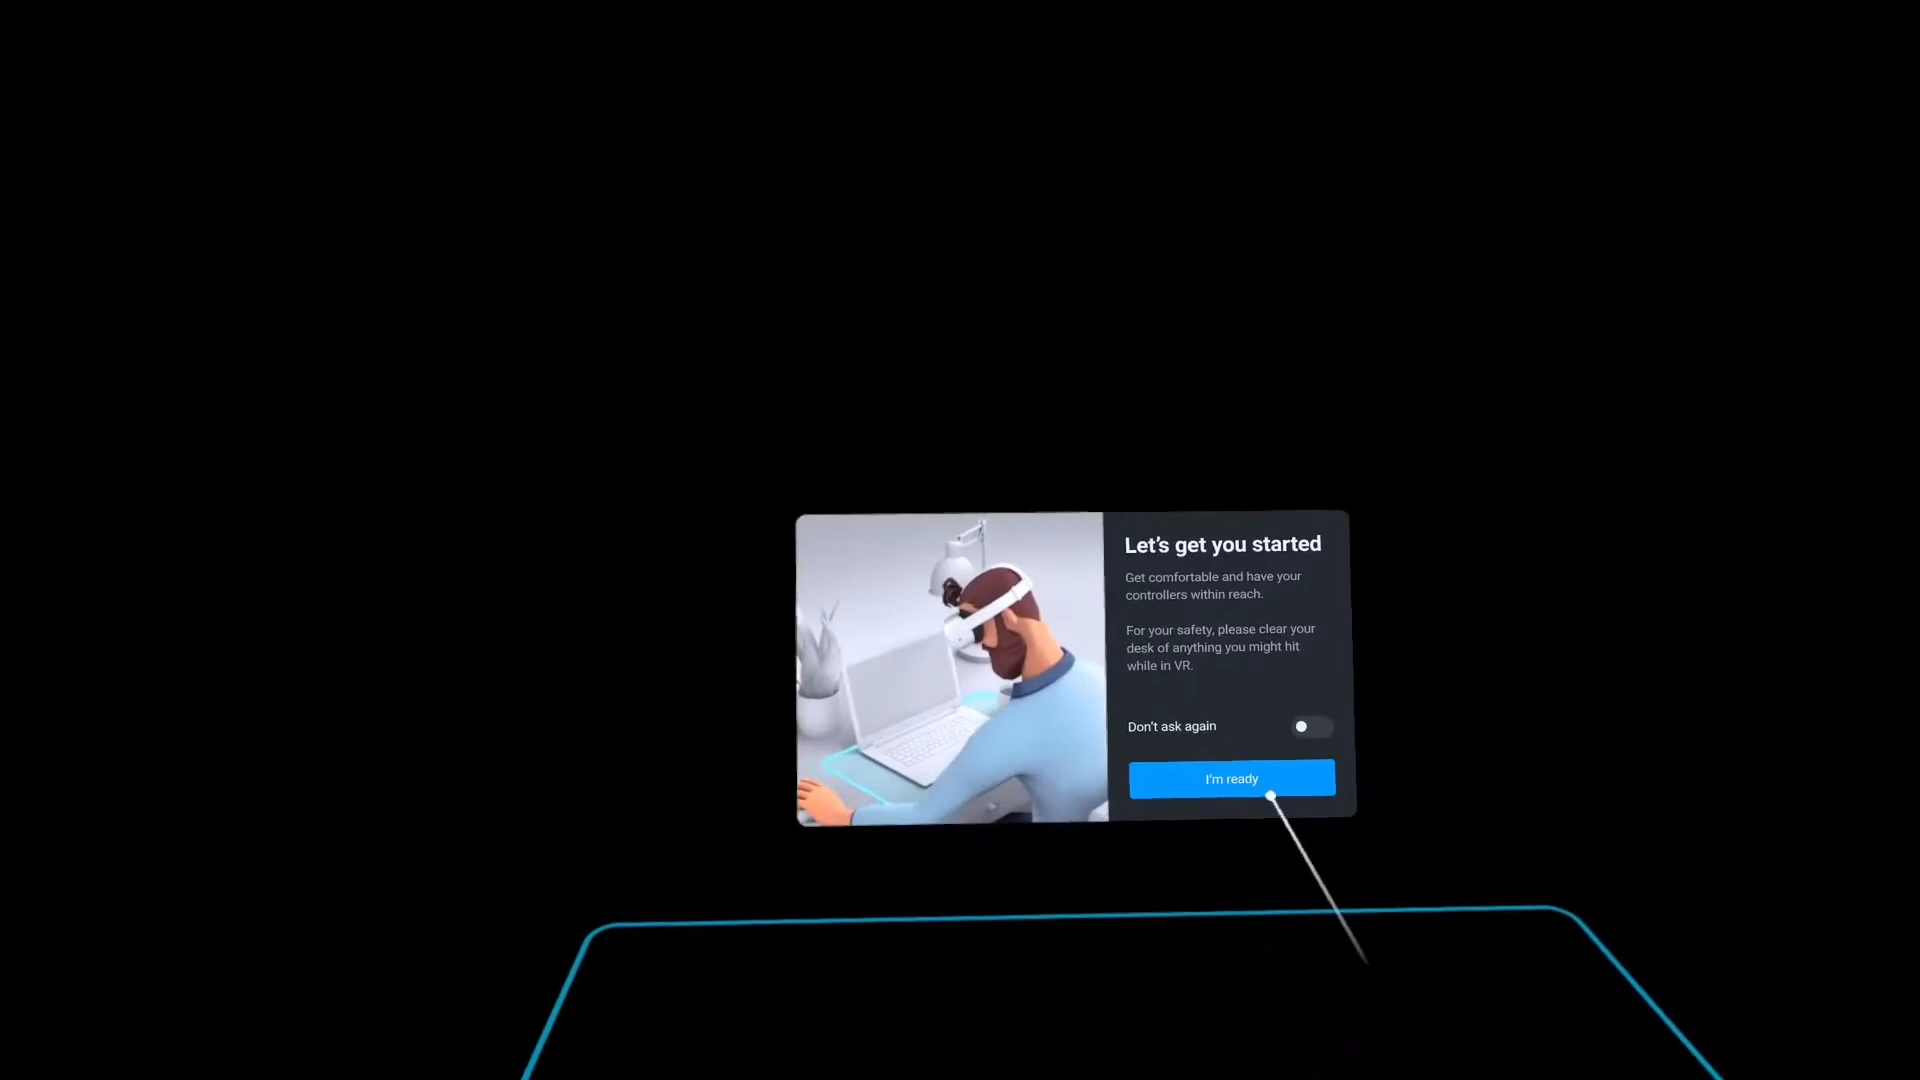 Let's get you started
Get comfortable and have your
controllers within reach.
For your safety, please clear your
desk of anything you might hit
while in VR.
Don't ask again
I'm ready